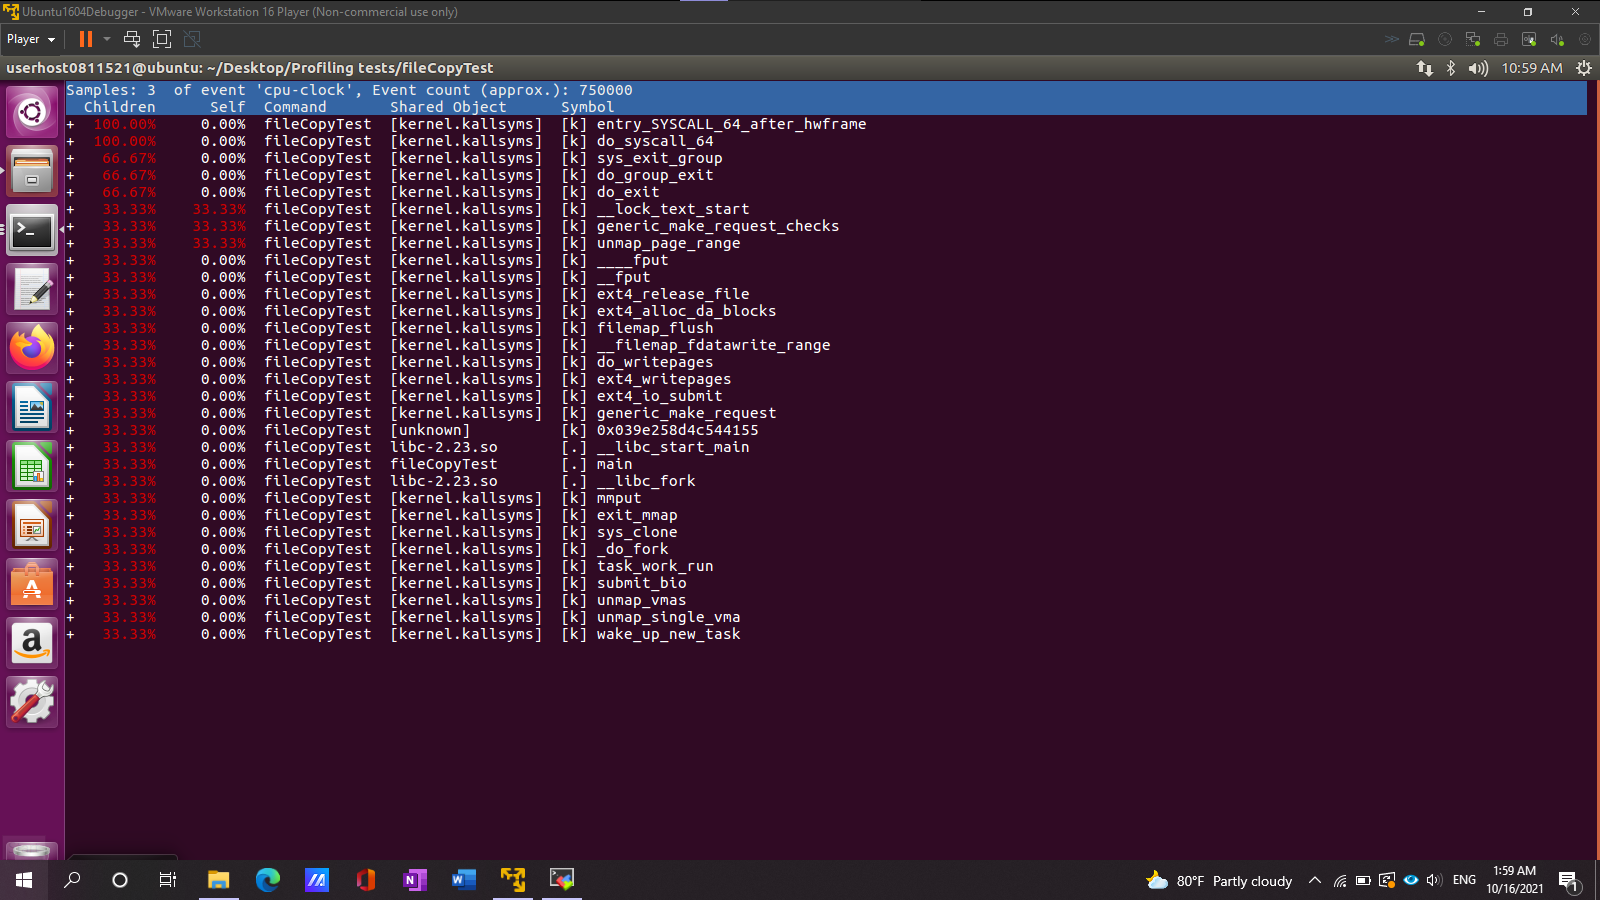 Ubuntu1604Debugger - VMware Workstation 16 Player (Non-commercial use only)
Player
userhost0811521@ubuntu: ~/Desktop/Profiling tests/fileCopyTest
10:59 AM
Samples: 3  of event 'cpu-clock', Event count (approx.): 750000
  Children      Self  Command     Shared Object      Symbol
+  100.00%     0.00%  fileCopyTest  [kernel.kallsyms]  [k] entry_SYSCALL_64_after_hwframe
+  100.00%     0.00%  fileCopyTest  [kernel.kallsyms]  [k] do_syscall_64
+   66.67%     0.00%  fileCopyTest  [kernel.kallsyms]  [k] sys_exit_group
+   66.67%     0.00%  fileCopyTest  [kernel.kallsyms]  [k] do_group_exit
+   66.67%     0.00%  fileCopyTest  [kernel.kallsyms]  [k] do_exit
+   33.33%    33.33%  fileCopyTest  [kernel.kallsyms]  [k] __lock_text_start
+   33.33%    33.33%  fileCopyTest  [kernel.kallsyms]  [k] generic_make_request_checks
+   33.33%    33.33%  fileCopyTest  [kernel.kallsyms]  [k] unmap_page_range
+   33.33%     0.00%  fileCopyTest  [kernel.kallsyms]  [k] ____fput
+   33.33%     0.00%  fileCopyTest  [kernel.kallsyms]  [k] __fput
+   33.33%     0.00%  fileCopyTest  [kernel.kallsyms]  [k] ext4_release_file
+   33.33%     0.00%  fileCopyTest  [kernel.kallsyms]  [k] ext4_alloc_da_blocks
+   33.33%     0.00%  fileCopyTest  [kernel.kallsyms]  [k] filemap_flush
+   33.33%     0.00%  fileCopyTest  [kernel.kallsyms]  [k] __filemap_fdatawrite_range
+   33.33%     0.00%  fileCopyTest  [kernel.kallsyms]  [k] do_writepages
+   33.33%     0.00%  fileCopyTest  [kernel.kallsyms]  [k] ext4_writepages
+   33.33%     0.00%  fileCopyTest  [kernel.kallsyms]  [k] ext4_io_submit
+   33.33%     0.00%  fileCopyTest  [kernel.kallsyms]  [k] generic_make_request
+   33.33%     0.00%  fileCopyTest  [unknown]          [k] 0x039e258d4c544155
+   33.33%     0.00%  fileCopyTest  libc-2.23.so       [.] __libc_start_main
+   33.33%     0.00%  fileCopyTest  fileCopyTest       [.] main
+   33.33%     0.00%  fileCopyTest  libc-2.23.so       [.] __libc_fork
+   33.33%     0.00%  fileCopyTest  [kernel.kallsyms]  [k] mmput
+   33.33%     0.00%  fileCopyTest  [kernel.kallsyms]  [k] exit_mmap
+   33.33%     0.00%  fileCopyTest  [kernel.kallsyms]  [k] sys_clone
+   33.33%     0.00%  fileCopyTest  [kernel.kallsyms]  [k] _do_fork
+   33.33%     0.00%  fileCopyTest  [kernel.kallsyms]  [k] task_work_run
+   33.33%     0.00%  fileCopyTest  [kernel.kallsyms]  [k] submit_bio
+   33.33%     0.00%  fileCopyTest  [kernel.kallsyms]  [k] unmap_vmas
+   33.33%     0.00%  fileCopyTest  [kernel.kallsyms]  [k] unmap_single_vma
+   33.33%     0.00%  fileCopyTest  [kernel.kallsyms]  [k] wake_up_new_task
80°F Partly cloudy
ENG
1:59 AM
10/16/2021
1